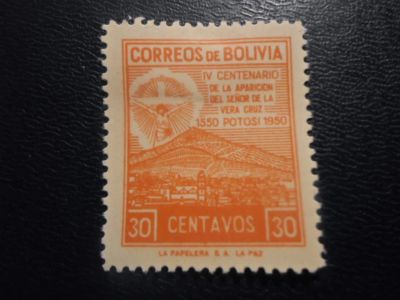 CORREOS DE BOLIVIA
IV CENTENARIO
DE LA APARICION
DEL SEÑOR DE LA
VERA CRUZ
1550 POTOSI 1950
30 CENTAVOS 30
LA PAPELERA S. A. LA PAZ